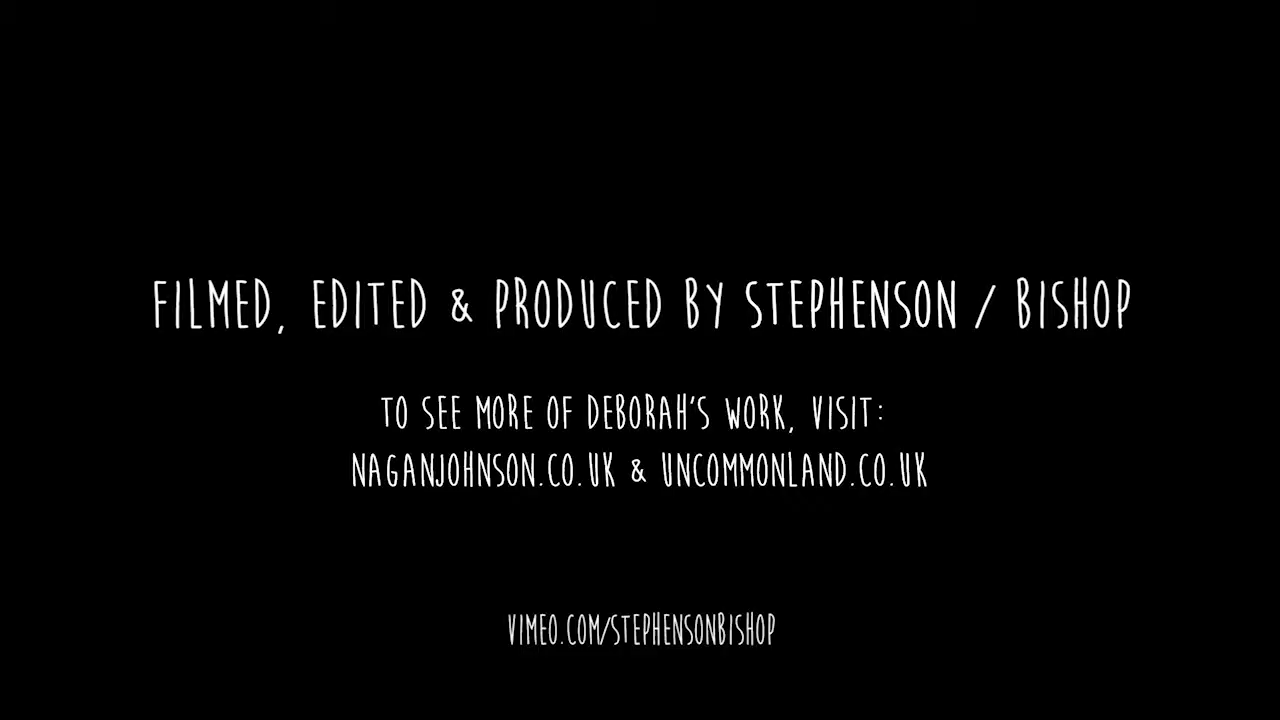 FILMED, EDITED & PRODUCED BY STEPHENSON / BISHOP
TO SEE MORE OF DEBORAH'S WORK, VISIT:
NAGANJOHNSON.CO.UK & UNCOMMONLAND.CO.UK
VIMEO.COM/STEPHENSONBISHOP